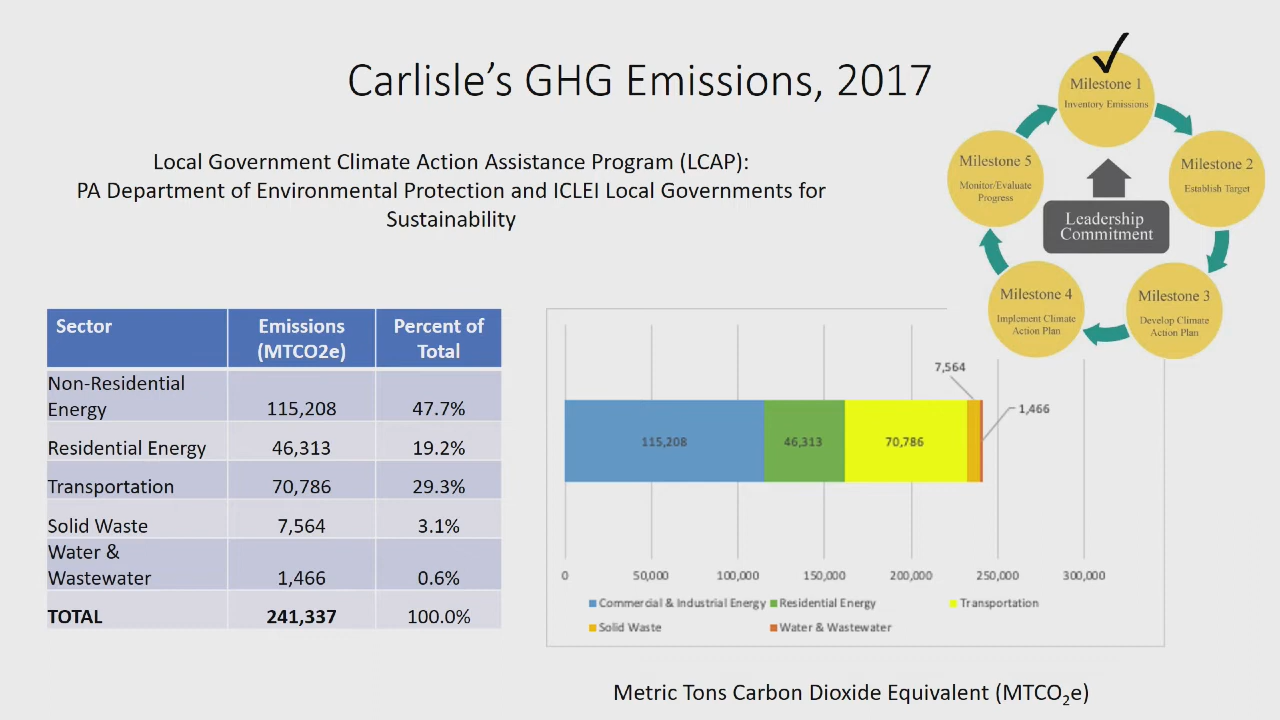 Carlisle's GHG Emissions, 2017
Local Government Climate Action Assistance Program (LCAP):
PA Department of Environmental Protection and ICLEI Local Governments for
Sustainability
Milestone 1
Inventory Emissions
Milestone 2
Establish Target
Milestone 3
Develop Climate
Action Plan
Milestone 4
Implement Climate
Action Plan
Milestone 5
Monitor/Evaluate
Progress
Leadership
Commitment
Sector Emissions (MTCO2e) Percent of Total
Non-Residential Energy 115,208 47.7%
Residential Energy 46,313 19.2%
Transportation 70,786 29.3%
Solid Waste 7,564 3.1%
Water & Wastewater 1,466 0.6%
TOTAL 241,337 100.0%
7,564
1,466
115,208 46,313 70,786
0 50,000 100,000 150,000 200,000 250,000 300,000
Commercial & Industrial Energy Residential Energy Transportation
Solid Waste Water & Wastewater
Metric Tons Carbon Dioxide Equivalent (MTCO2e)